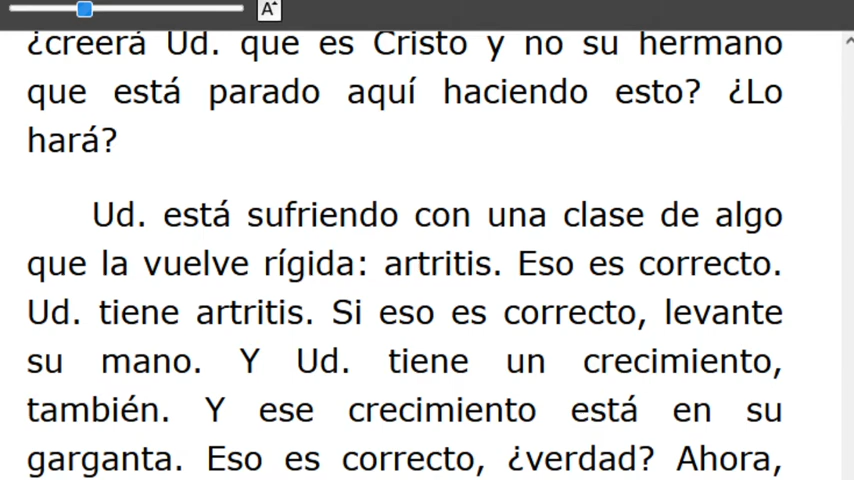 A
¿creerá Ud. que es Cristo y no su hermano
que está parado aquí haciendo esto? ¿Lo
hará?
Ud. está sufriendo con una clase de algo
que la vuelve rígida: artritis. Eso es correcto.
Ud. tiene artritis. Si eso es correcto, levante
su mano. Y Ud. tiene un crecimiento,
también. Y ese crecimiento está en su
garganta. Eso es correcto, ¿verdad? Ahora,